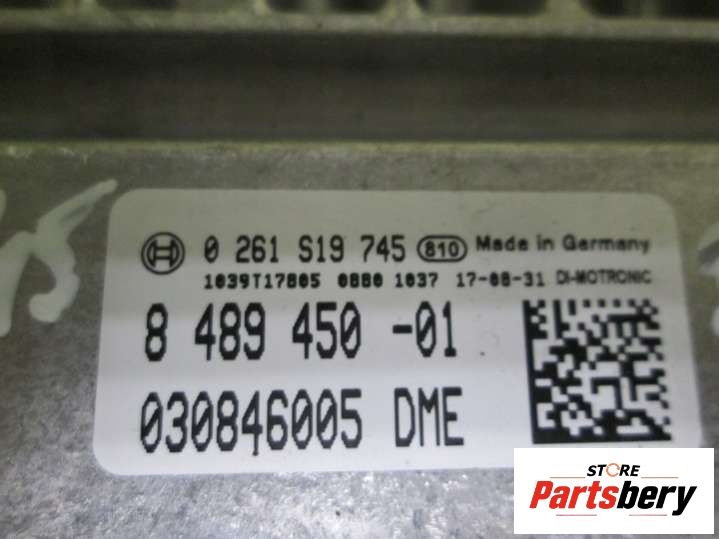 0 261 S19 745 810 Made in Germany
1039T17805 0880 1037 17-08-31 DI-MOTRONIC
8 489 450 -01
030846005 DME
STORE
Partsbery